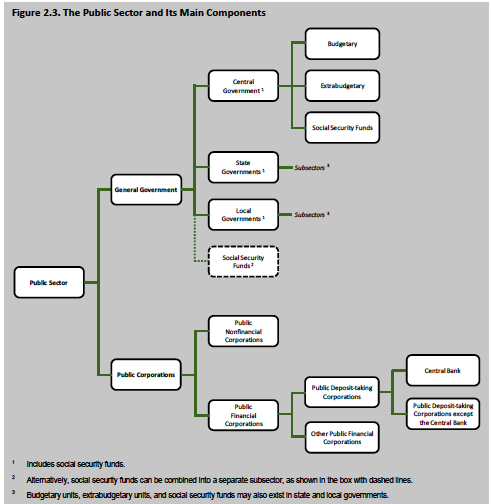 Figure 2.3. The Public Sector and Its Main Components
Budgetary
Central
Government ¹
Extrabudgetary
Social Security Funds
State
Governments ¹
Subsectors ³
General Government
Local
Governments ¹
Subsectors ³
Social Security
Funds ²
Public Sector
Public
Nonfinancial
Corporations
Public Corporations
Central Bank
Public Deposit-taking
Corporations
Public
Financial
Corporations
Public Deposit-taking
Corporations except
the Central Bank
Other Public Financial
Corporations
¹ Includes social security funds.
² Alternatively, social security funds can be combined into a separate subsector, as shown in the box with dashed lines.
³ Budgetary units, extrabudgetary units, and social security funds may also exist in state and local governments.